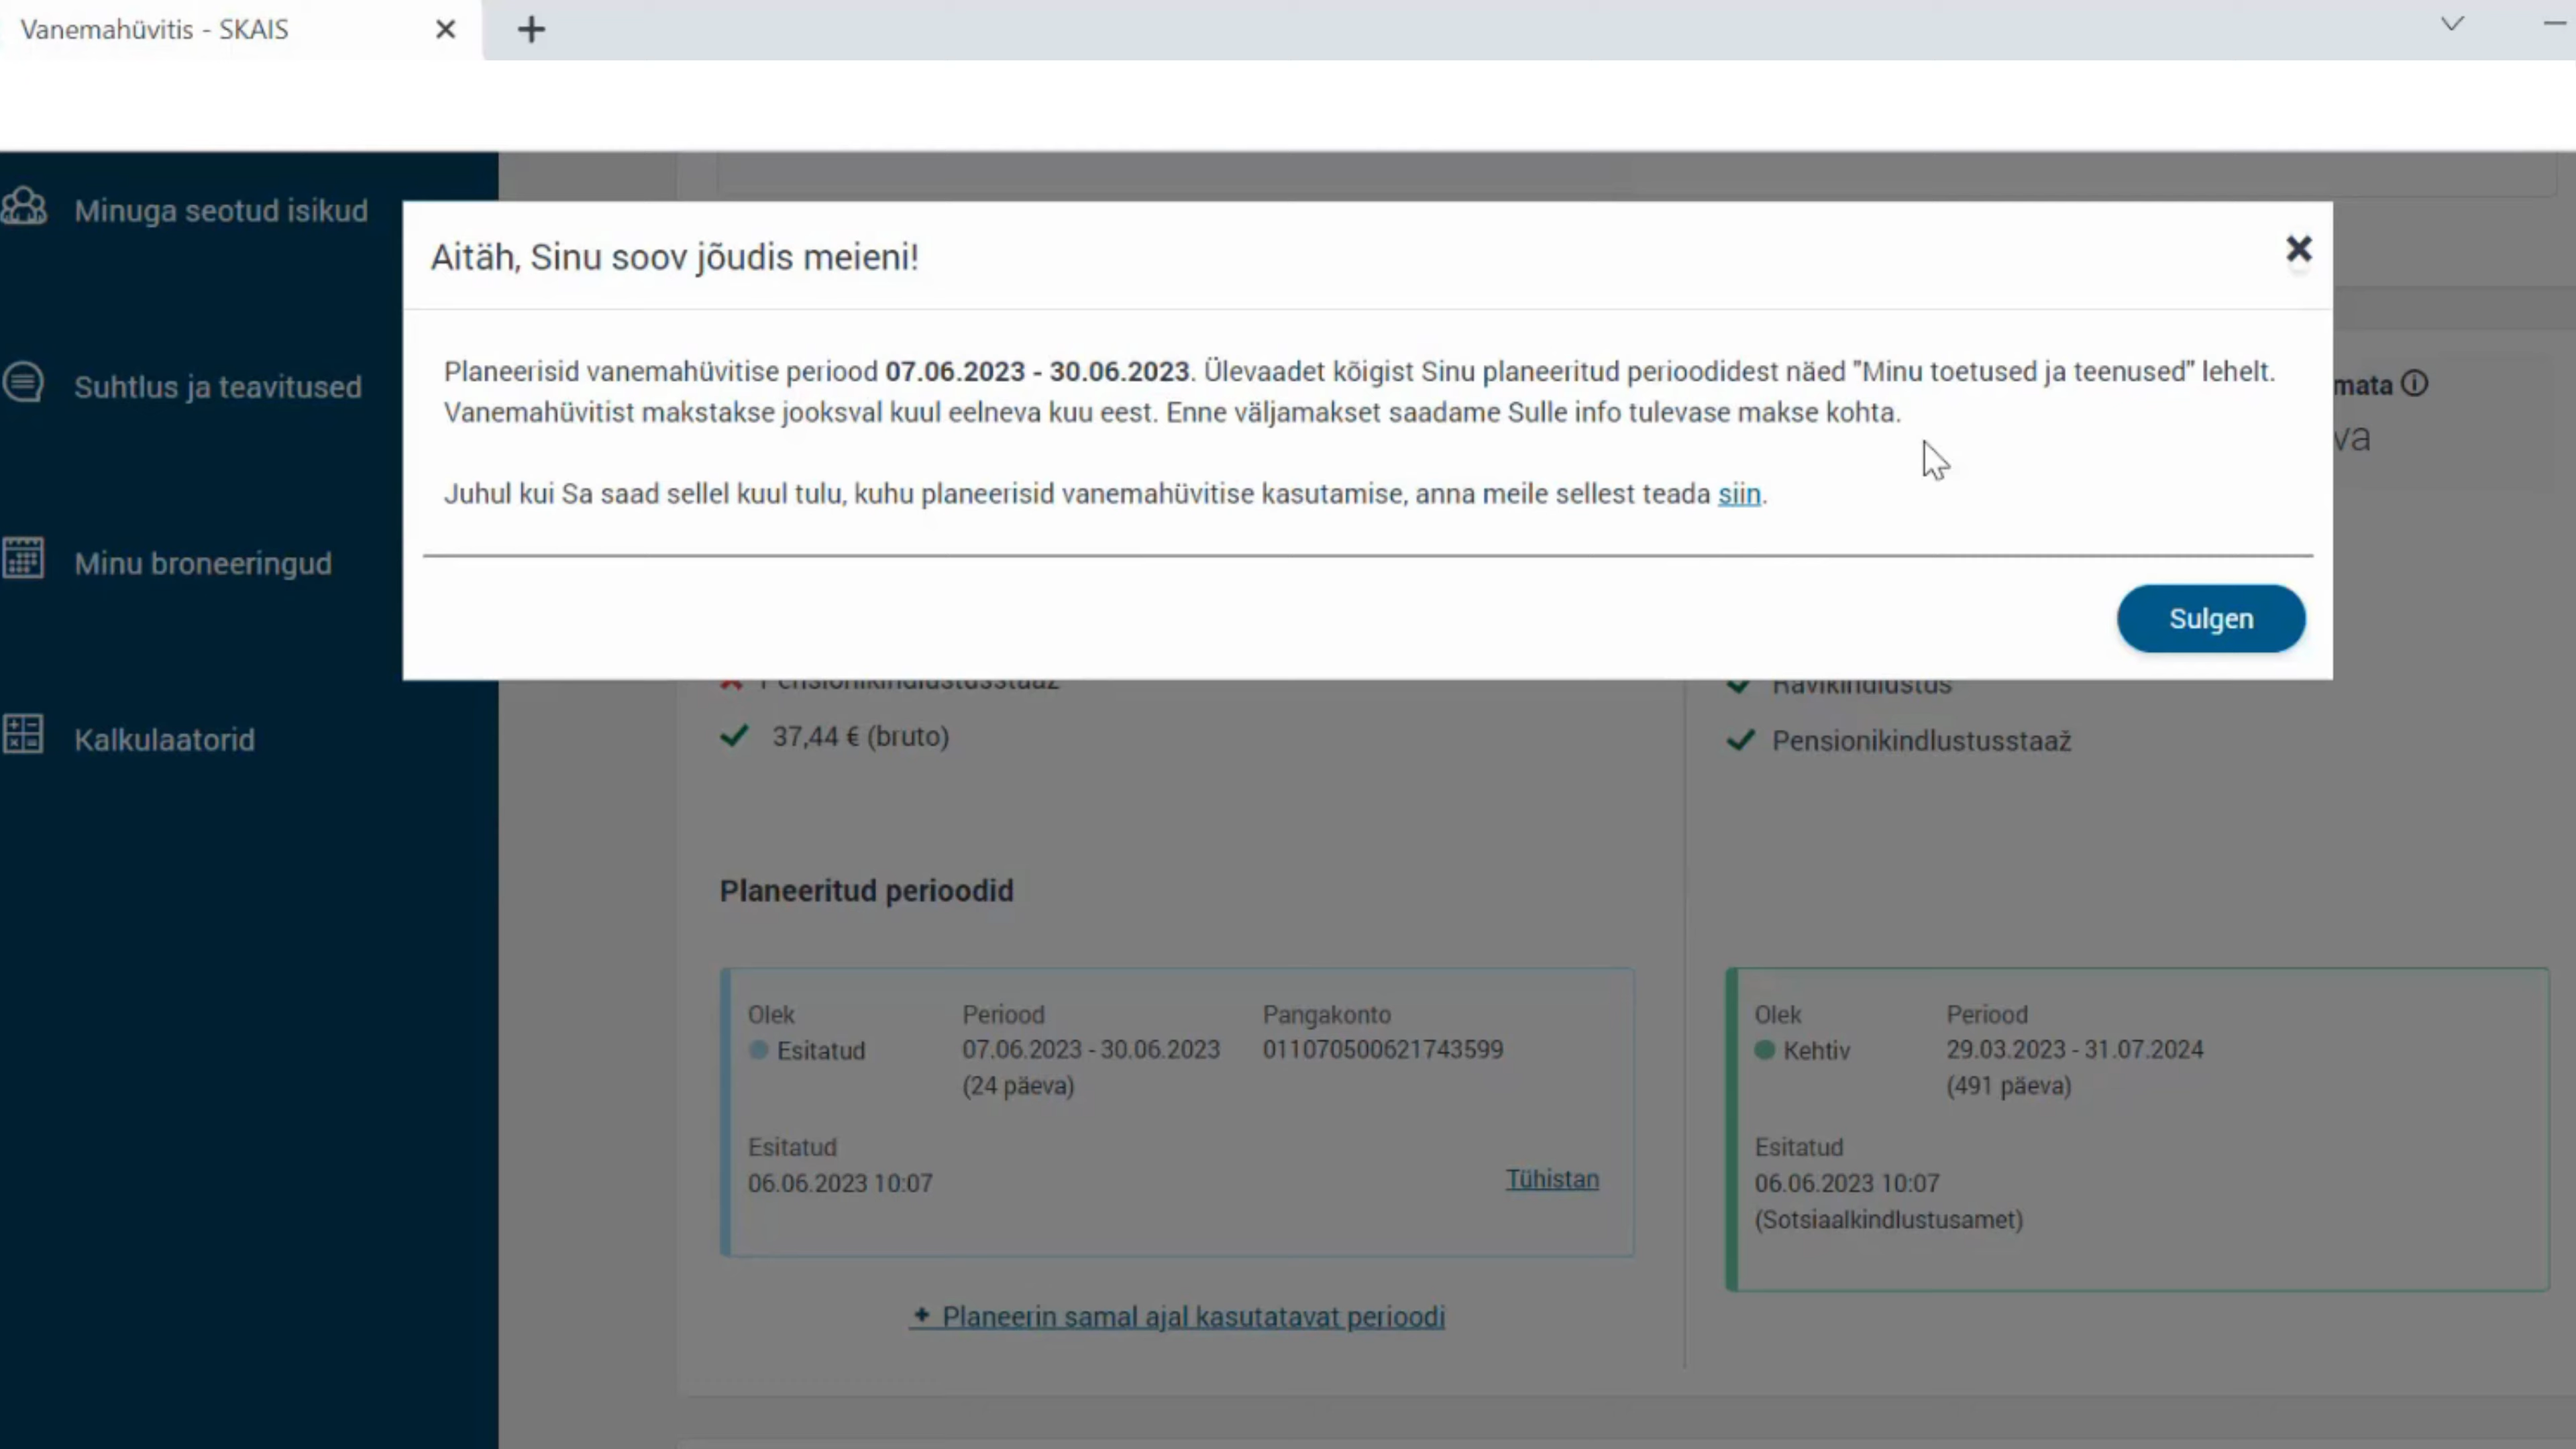 Vanemahüvitis - SKAIS
Minuga seotud isikud
Suhtlus ja teavitused
Minu broneeringud
Kalkulaatorid
Aitäh, Sinu soov jõudis meieni!
Planeerisid vanemahüvitise periood 07.06.2023 - 30.06.2023. Ülevaadet kõigist Sinu planeeritud perioodidest näed "Minu toetused ja teenused" lehelt.
Vanemahüvitist makstakse jooksval kuul eelneva kuu eest. Enne väljamakset saadame Sulle info tulevase makse kohta.
Juhul kui Sa saad sellel kuul tulu, kuhu planeerisid vanemahüvitise kasutamise, anna meile sellest teada siin.
Sulgen
mata
va
Pensionikindlustusstaaž
37,44 € (bruto)
Ravikindlustus
Pensionikindlustusstaaž
Planeeritud perioodid
Olek Periood Pangakonto
Esitatud 07.06.2023 - 30.06.2023 011070500621743599
(24 päeva)
Esitatud
06.06.2023 10:07
Tühistan
+ Planeerin samal ajal kasutatavat perioodi
Olek Periood
Kehtiv 29.03.2023 - 31.07.2024
(491 päeva)
Esitatud
06.06.2023 10:07
(Sotsiaalkindlustusamet)